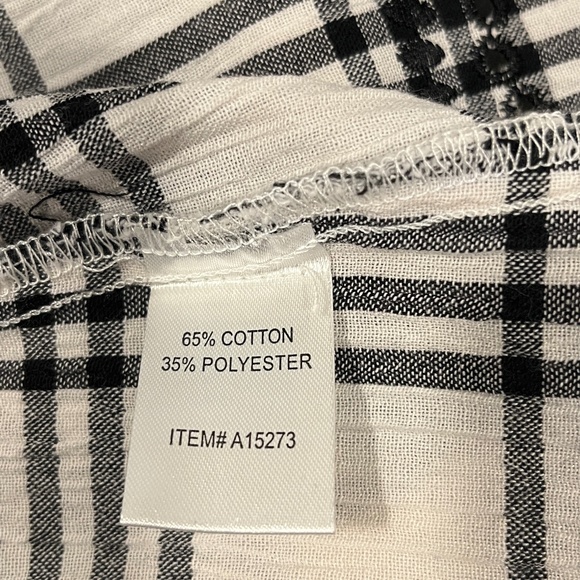 65% COTTON
35% POLYESTER
ITEM# A15273